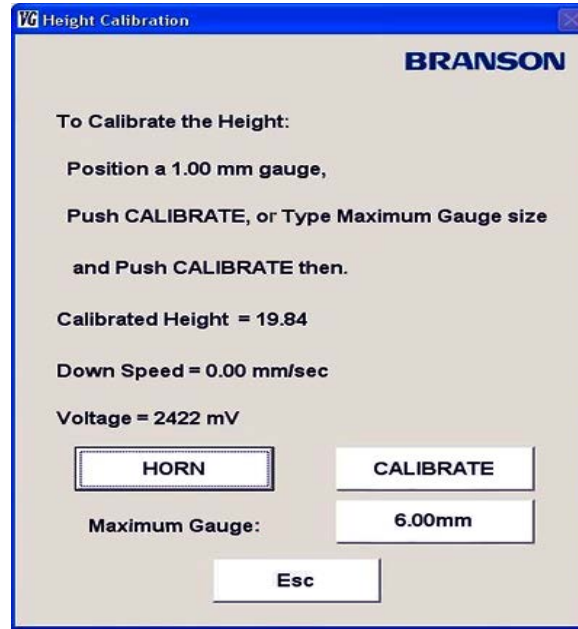 VG Height Calibration
BRANSON
To Calibrate the Height:
Position a 1.00 mm gauge,
Push CALIBRATE, or Type Maximum Gauge size
and Push CALIBRATE then.
Calibrated Height = 19.84
Down Speed = 0.00 mm/sec
Voltage = 2422 mV
HORN CALIBRATE
Maximum Gauge: 6.00mm
Esc